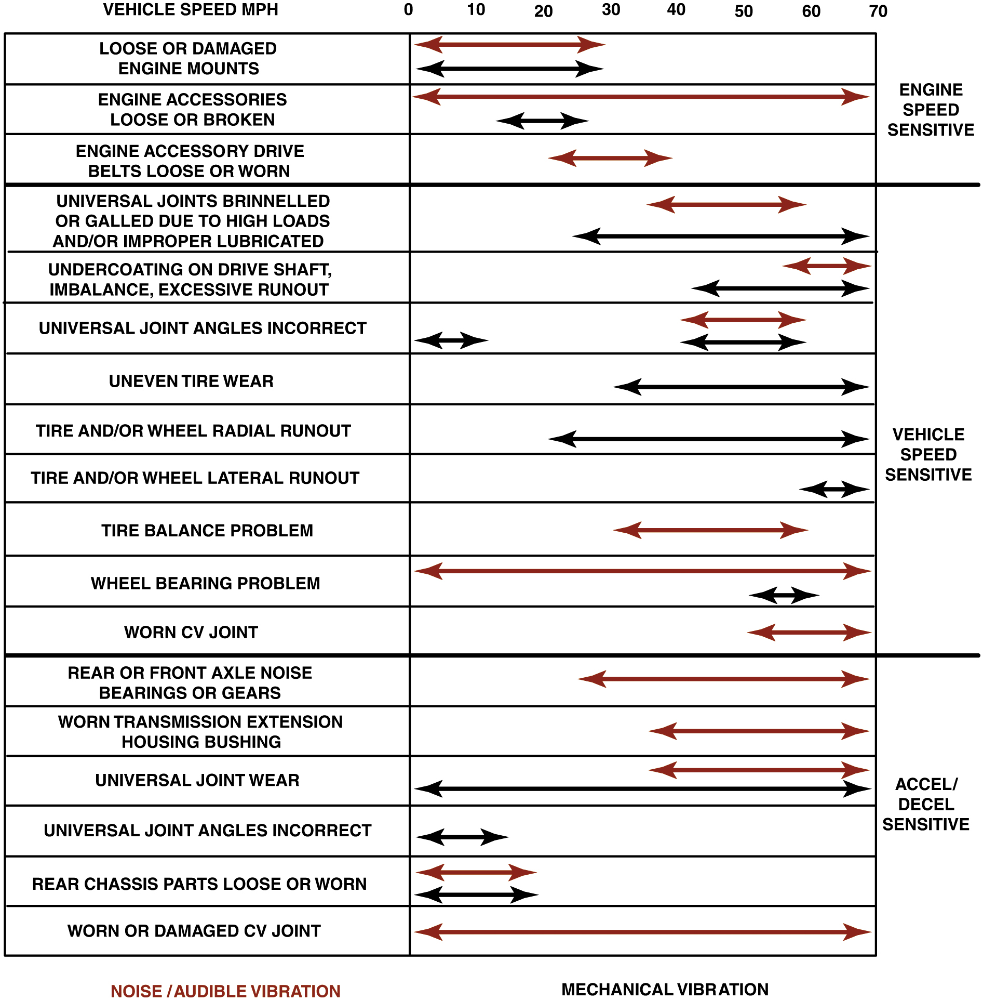 VEHICLE SPEED MPH 0 10 20 30 40 50 60 70
LOOSE OR DAMAGED
ENGINE MOUNTS
ENGINE ACCESSORIES
LOOSE OR BROKEN
ENGINE ACCESSORY DRIVE
BELTS LOOSE OR WORN
ENGINE
SPEED
SENSITIVE
UNIVERSAL JOINTS BRINNELLED
OR GALLED DUE TO HIGH LOADS
AND/OR IMPROPER LUBRICATED
UNDERCOATING ON DRIVE SHAFT,
IMBALANCE, EXCESSIVE RUNOUT
UNIVERSAL JOINT ANGLES INCORRECT
UNEVEN TIRE WEAR
TIRE AND/OR WHEEL RADIAL RUNOUT
TIRE AND/OR WHEEL LATERAL RUNOUT
TIRE BALANCE PROBLEM
WHEEL BEARING PROBLEM
WORN CV JOINT
VEHICLE
SPEED
SENSITIVE
REAR OR FRONT AXLE NOISE
BEARINGS OR GEARS
WORN TRANSMISSION EXTENSION
HOUSING BUSHING
UNIVERSAL JOINT WEAR
UNIVERSAL JOINT ANGLES INCORRECT
REAR CHASSIS PARTS LOOSE OR WORN
WORN OR DAMAGED CV JOINT
ACCEL/
DECEL
SENSITIVE
NOISE /AUDIBLE VIBRATION
MECHANICAL VIBRATION